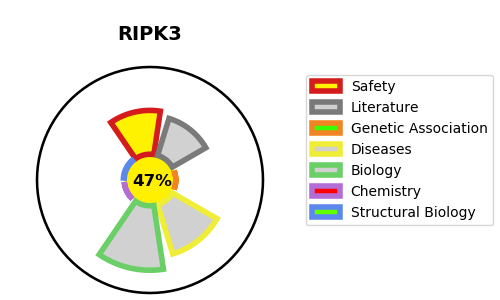 RIPK3
47%
Safety
Literature
Genetic Association
Diseases
Biology
Chemistry
Structural Biology